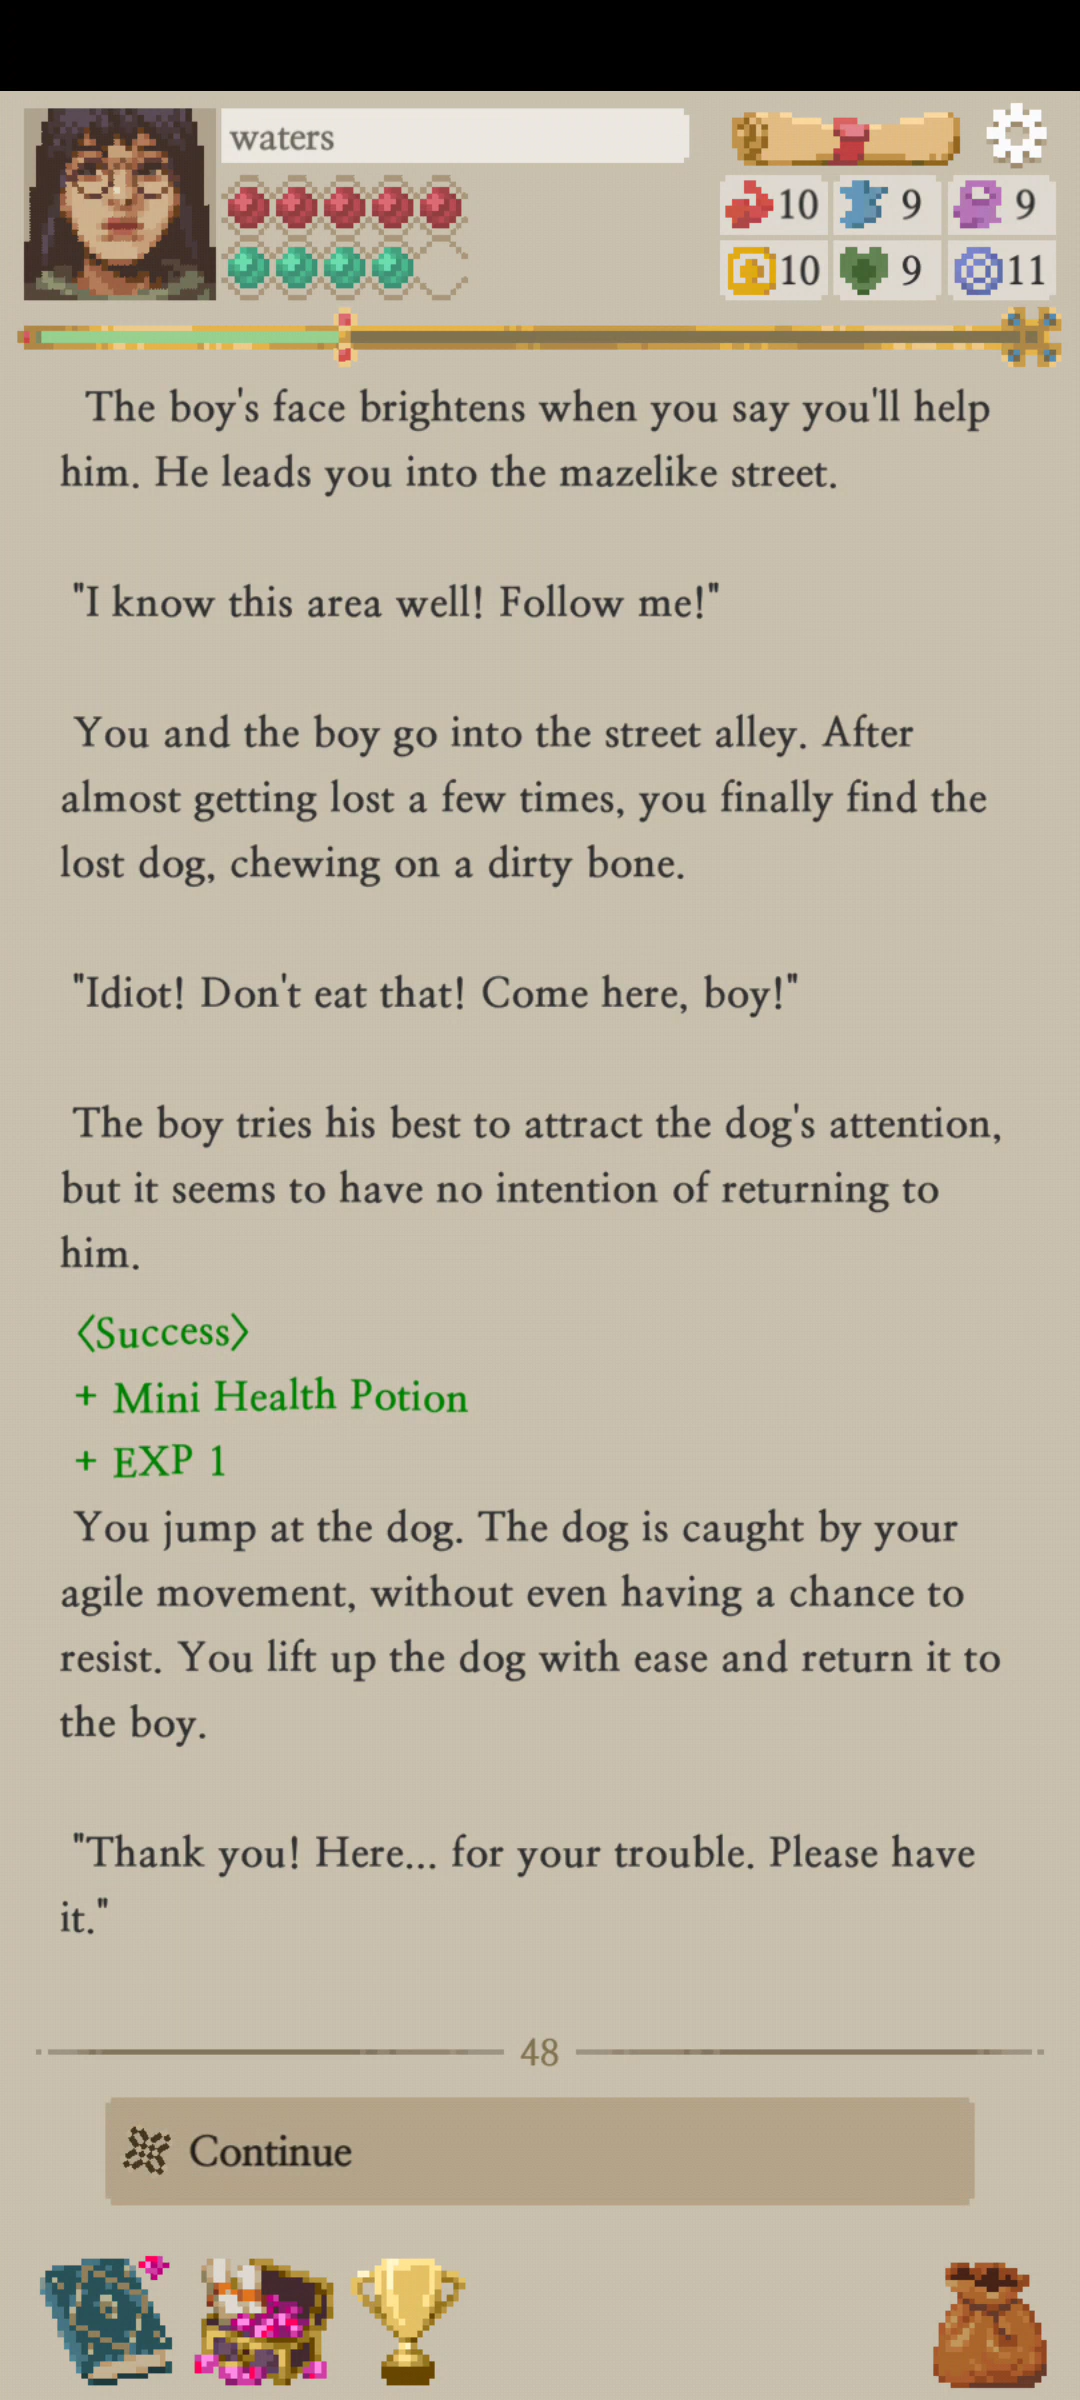 waters
10 9 9
10 9 11
The boy's face brightens when you say you'll help
him. He leads you into the mazelike street.
"I know this area well! Follow me!"
You and the boy go into the street alley. After
almost getting lost a few times, you finally find the
lost dog, chewing on a dirty bone.
"Idiot! Don't eat that! Come here, boy!"
The boy tries his best to attract the dog's attention,
but it seems to have no intention of returning to
him.
〈Success〉
+ Mini Health Potion
+ EXP 1
You jump at the dog. The dog is caught by your
agile movement, without even having a chance to
resist. You lift up the dog with ease and return it to
the boy.
"Thank you! Here... for your trouble. Please have
it."
48
Continue